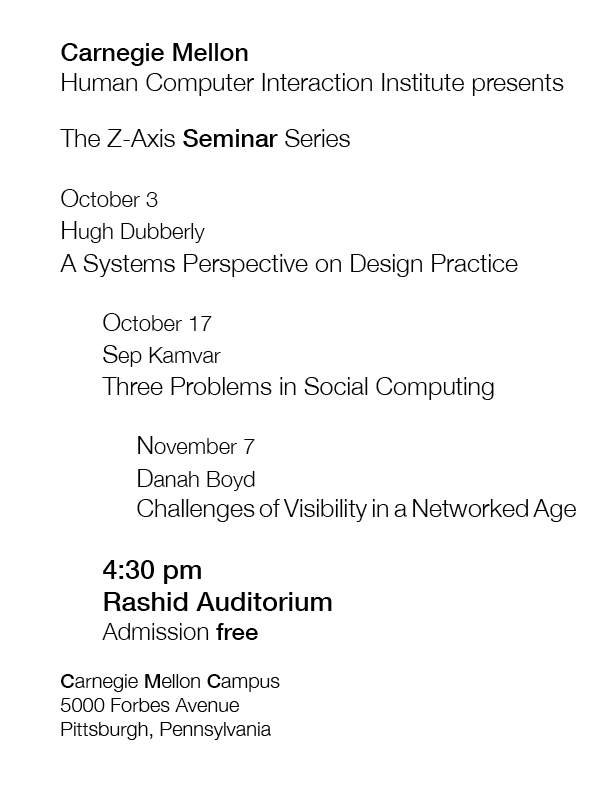 Carnegie Mellon
Human Computer Interaction Institute presents
The Z-Axis Seminar Series
October 3
Hugh Dubberly
A Systems Perspective on Design Practice
October 17
Sep Kamvar
Three Problems in Social Computing
November 7
Danah Boyd
Challenges of Visibility in a Networked Age
4:30 pm
Rashid Auditorium
Admission free
Carnegie Mellon Campus
5000 Forbes Avenue
Pittsburgh, Pennsylvania